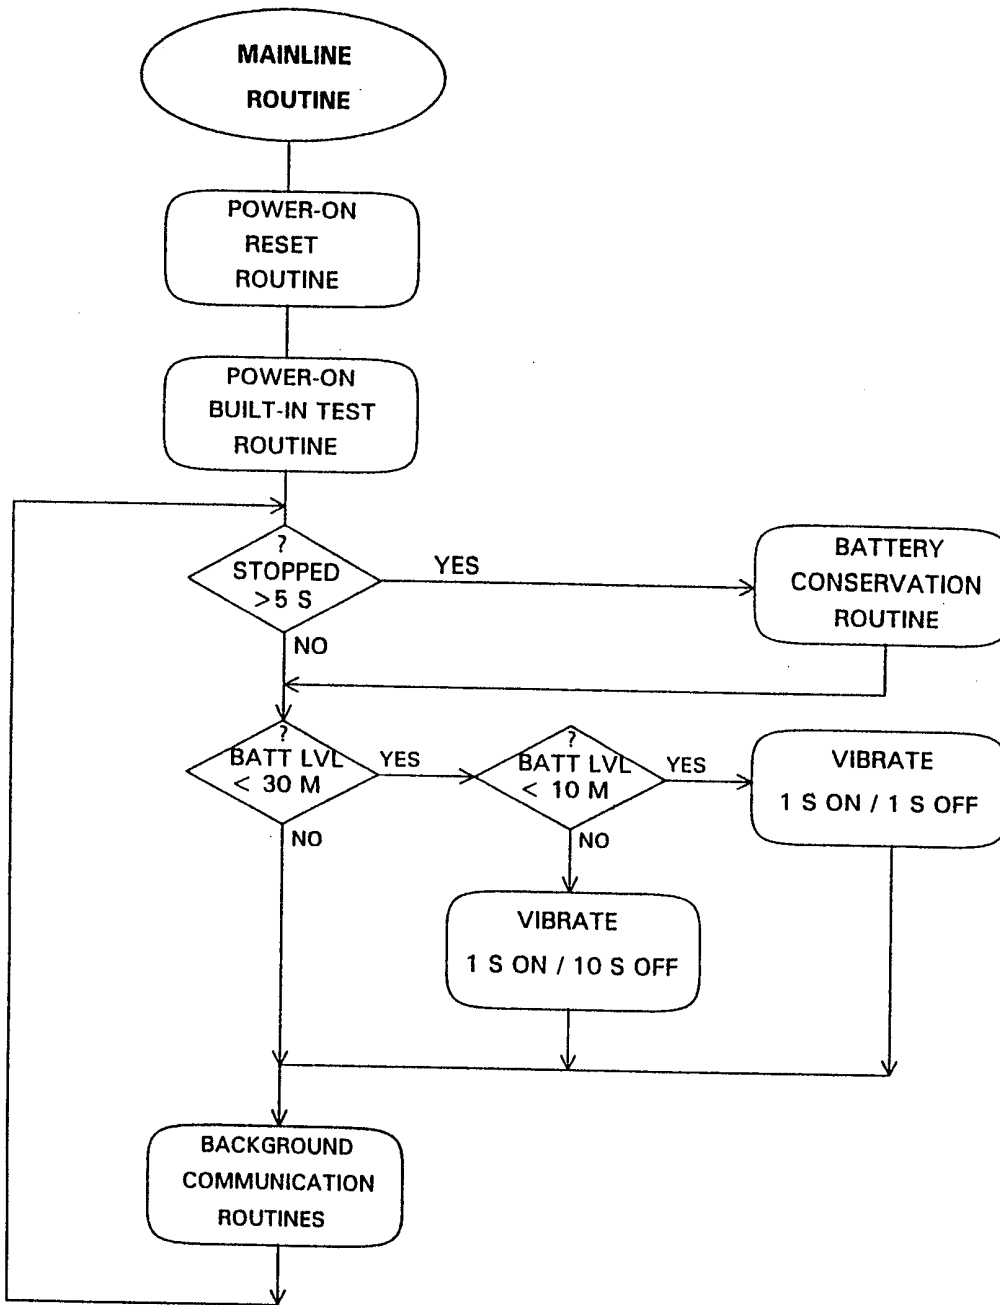 MAINLINE
ROUTINE
POWER-ON
RESET
ROUTINE
POWER-ON
BUILT-IN TEST
ROUTINE
?
STOPPED
>5 S
YES
BATTERY
CONSERVATION
ROUTINE
NO
?
BATT LVL
< 30 M
YES
?
BATT LVL
< 10 M
YES
VIBRATE
1 S ON / 1 S OFF
NO
NO
VIBRATE
1 S ON / 10 S OFF
BACKGROUND
COMMUNICATION
ROUTINES